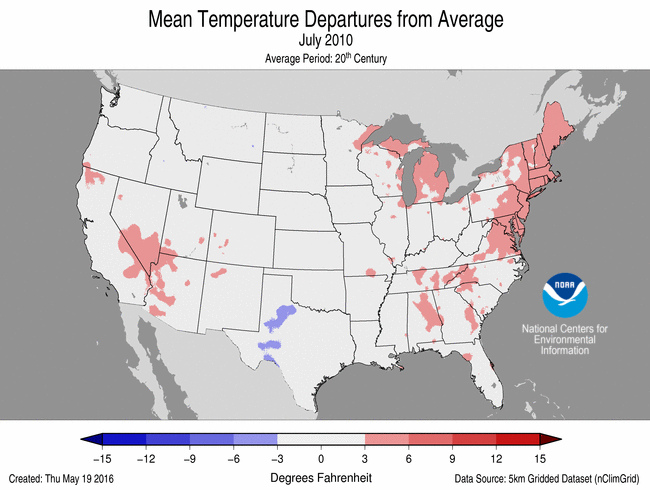 Mean Temperature Departures from Average
July 2010
Average Period: 20th Century
NOAA
National Centers for
Environmental
Information
−15 −12 −9 −6 −3 0 3 6 9 12 15
Created: Thu May 19 2016 Degrees Fahrenheit Data Source: 5km Gridded Dataset (nClimGrid)